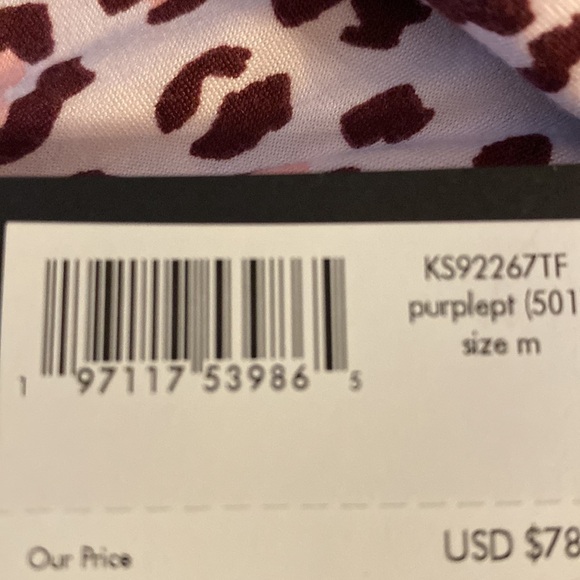 KS92267TF
purplept (501
size m
1 97117 53986 5
Our Price
USD $78